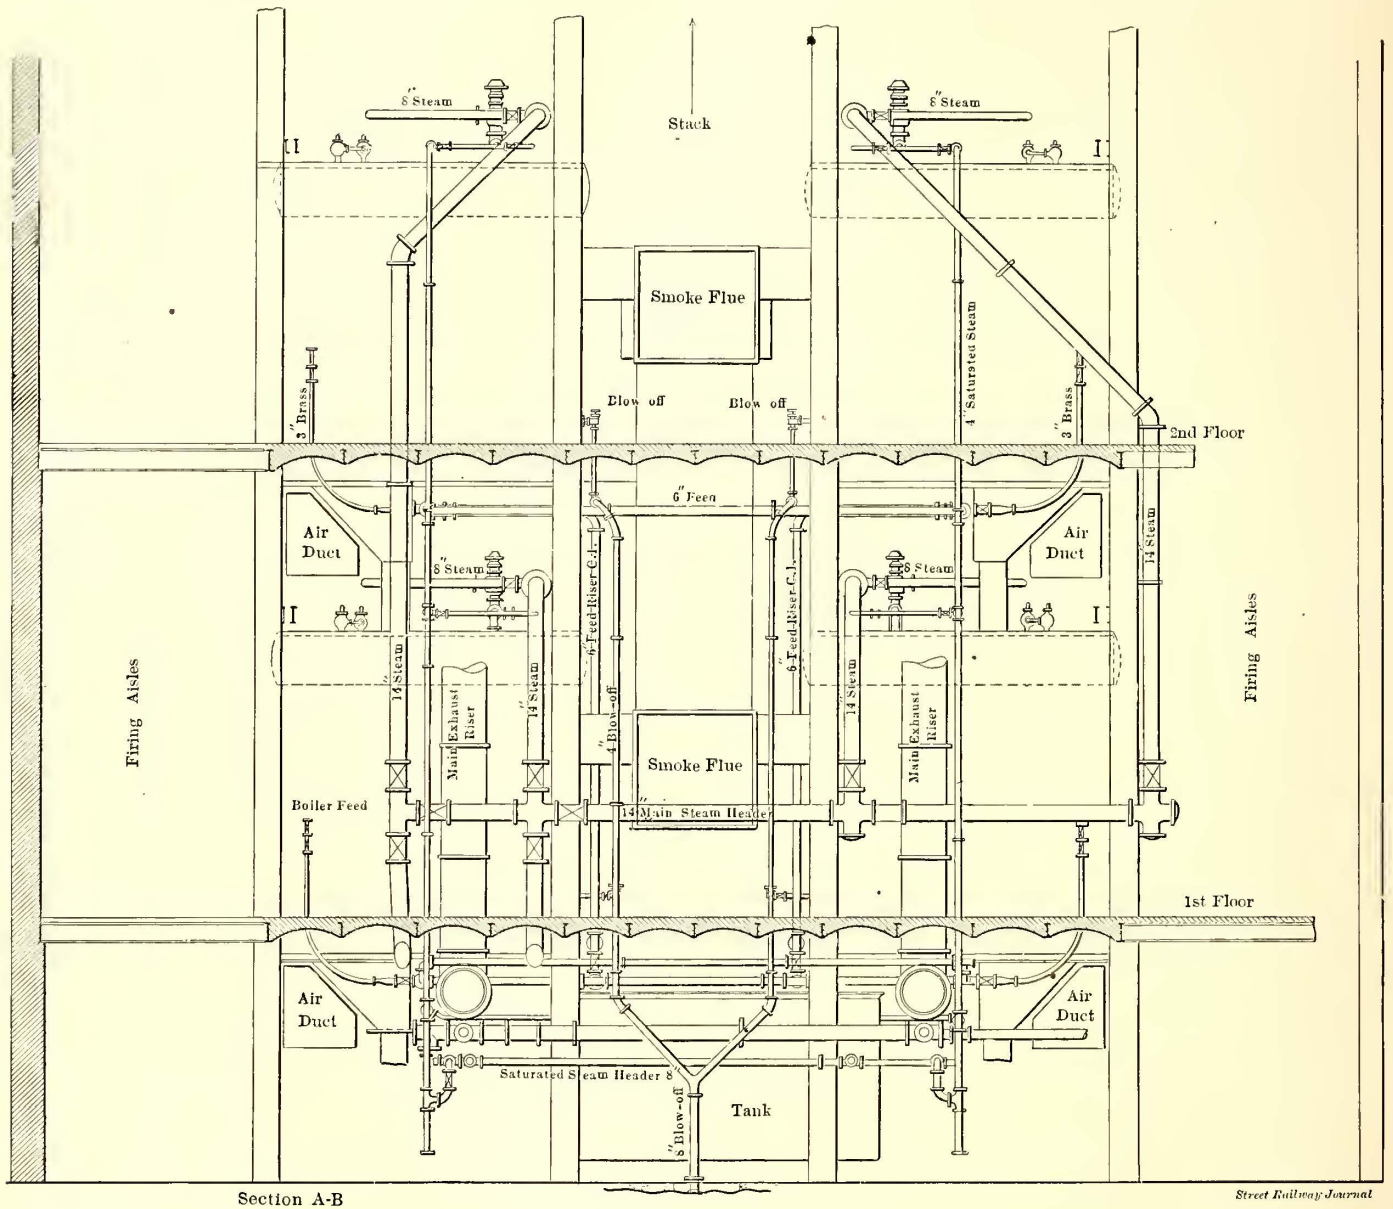 8" Steam
8" Steam
Stack
Smoke Flue
4" Saturated Steam
3" Brass
Blow off
Blow off
3" Brass
2nd Floor
6" Feed
Air
Duct
Air
Duct
14" Steam
8" Steam
8" Steam
6" Feed Riser C.I.
6" Feed Riser C.I.
Firing Aisles
Firing Aisles
14" Steam
14" Steam
14" Steam
Main Exhaust
Riser
Main Exhaust
Riser
4" Blow-off
Smoke Flue
Boiler Feed
14" Main Steam Header
1st Floor
Air
Duct
Air
Duct
Saturated Steam Header 8"
8" Blow-off
Tank
Section A-B
Street Railway Journal